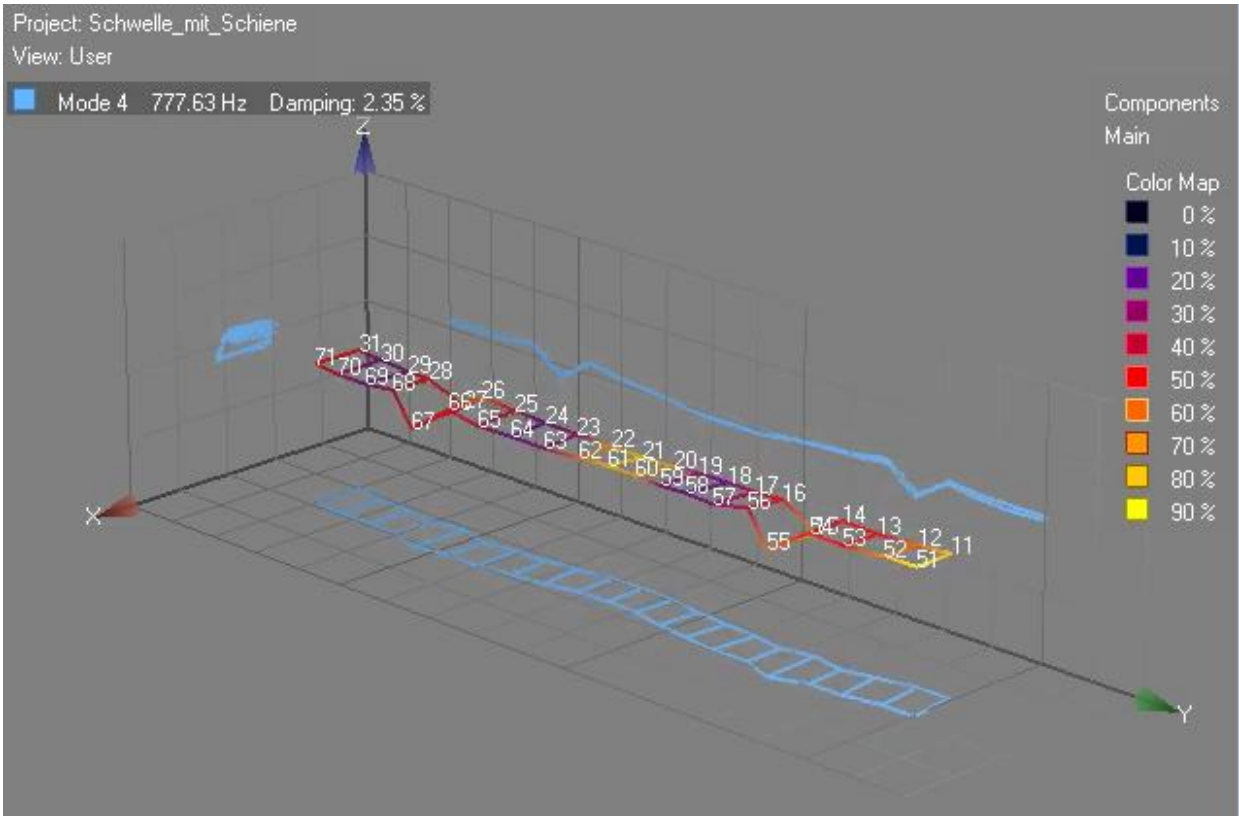 Project: Schwelle_mit_Schiene
View: User
Mode 4 777.63 Hz Damping: 2.35 %
Components
Main
Color Map
0 %
10 %
20 %
30 %
40 %
50 %
60 %
70 %
80 %
90 %
Z
X
Y
31 30 29 28 26 25 24 23 22 21 20 19 18 17 16 14 13 12 11
71 70 69 68 67 66 65 64 63 62 61 60 59 58 57 56 55 53 52 51